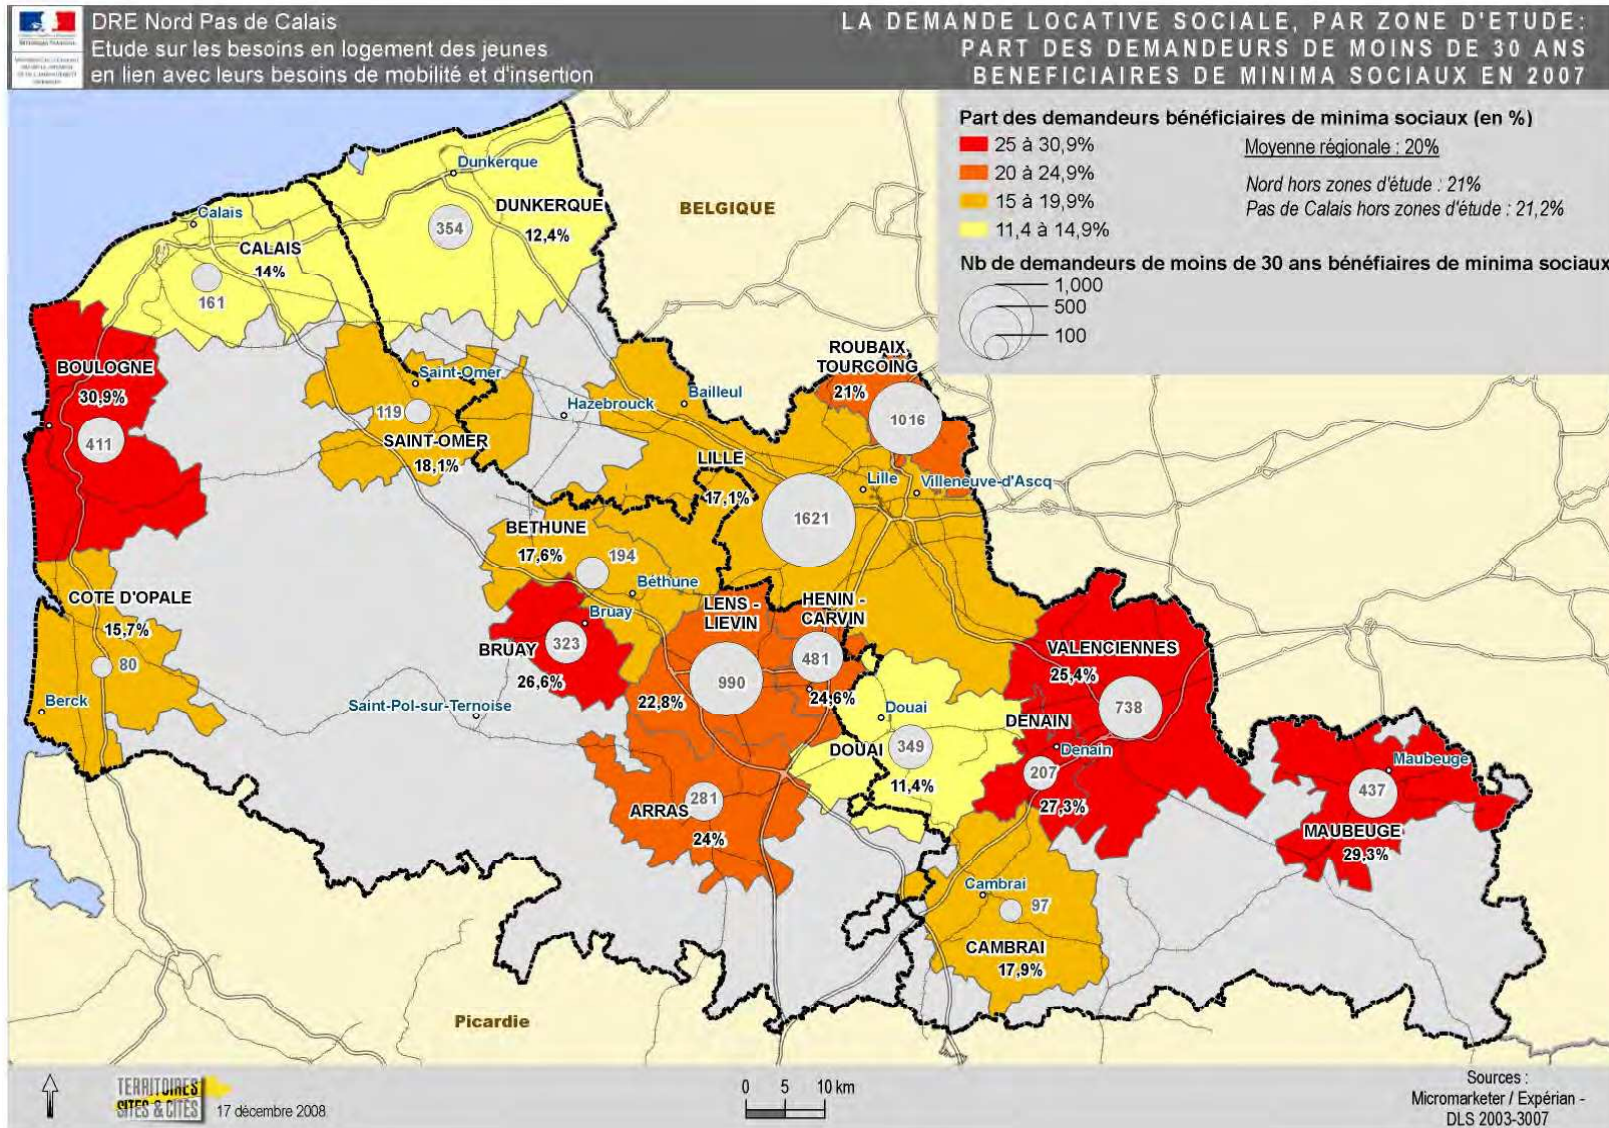 DRE Nord Pas de Calais
Etude sur les besoins en logement des jeunes
en lien avec leurs besoins de mobilité et d'insertion
LA DEMANDE LOCATIVE SOCIALE, PAR ZONE D'ETUDE:
PART DES DEMANDEURS DE MOINS DE 30 ANS
BENEFICIAIRES DE MINIMA SOCIAUX EN 2007
Part des demandeurs bénéficiaires de minima sociaux (en %)
25 à 30,9%
20 à 24,9%
15 à 19,9%
11,4 à 14,9%
Moyenne régionale : 20%
Nord hors zones d'étude : 21%
Pas de Calais hors zones d'étude : 21,2%
Nb de demandeurs de moins de 30 ans bénéfiaires de minima sociaux
1,000
500
100
Dunkerque
DUNKERQUE
12,4%
354
BELGIQUE
Calais
CALAIS
14%
161
BOULOGNE
30,9%
411
Saint-Omer
119
SAINT-OMER
18,1%
Hazebrouck
Bailleul
ROUBAIX
TOURCOING
21%
1016
LILLE
17,1%
Lille
Villeneuve-d'Ascq
1621
BETHUNE
17,6%
194
Béthune
COTE D'OPALE
15,7%
80
Berck
Bruay
BRUAY
323
26,6%
LENS -
LIEVIN
990
22,8%
HENIN -
CARVIN
481
24,6%
Saint-Pol-sur-Ternoise
Douai
DOUAI
349
11,4%
VALENCIENNES
25,4%
738
DENAIN
Denain
207
27,3%
Maubeuge
437
MAUBEUGE
29,3%
ARRAS
281
24%
Cambrai
97
CAMBRAI
17,9%
Picardie
TERRITOIRES
SITES & CITÉS
17 décembre 2008
0 5 10 km
Sources :
Micromarketer / Expérian -
DLS 2003-3007